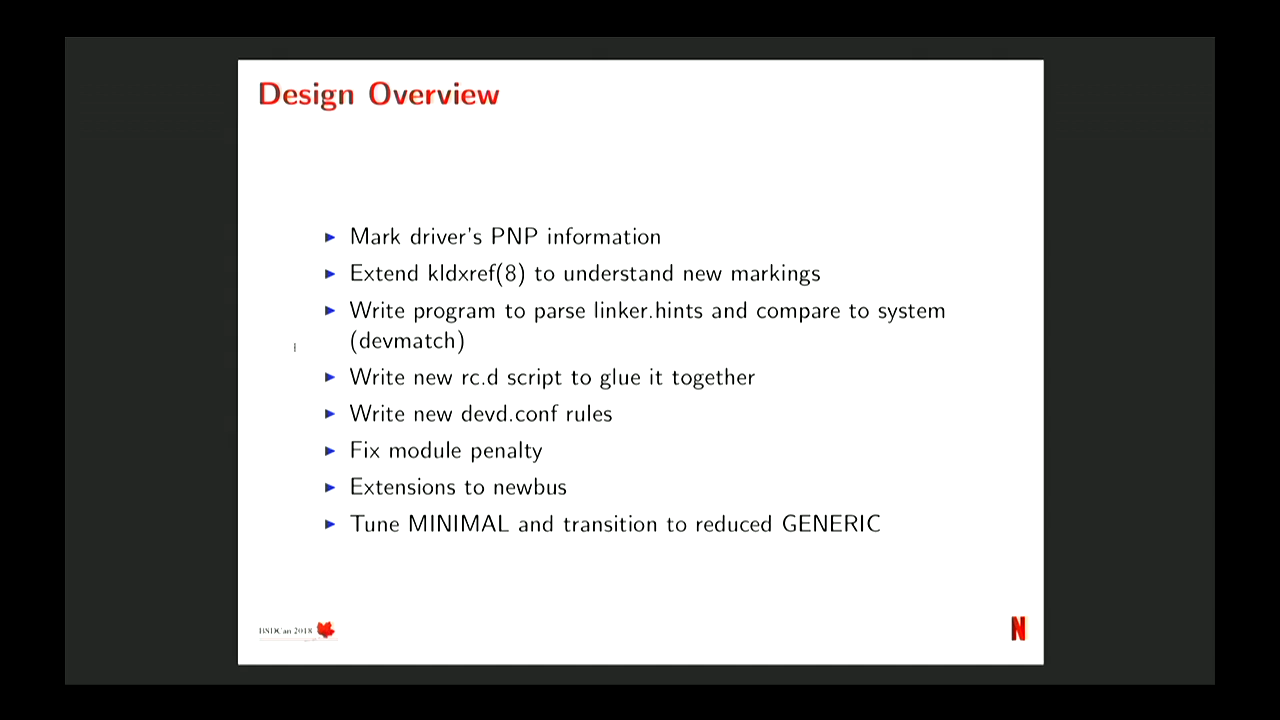 Design Overview
Mark driver's PNP information
Extend kldxref(8) to understand new markings
Write program to parse linker.hints and compare to system
(devmatch)
Write new rc.d script to glue it together
Write new devd.conf rules
Fix module penalty
Extensions to newbus
Tune MINIMAL and transition to reduced GENERIC
BSDCan 2018
N